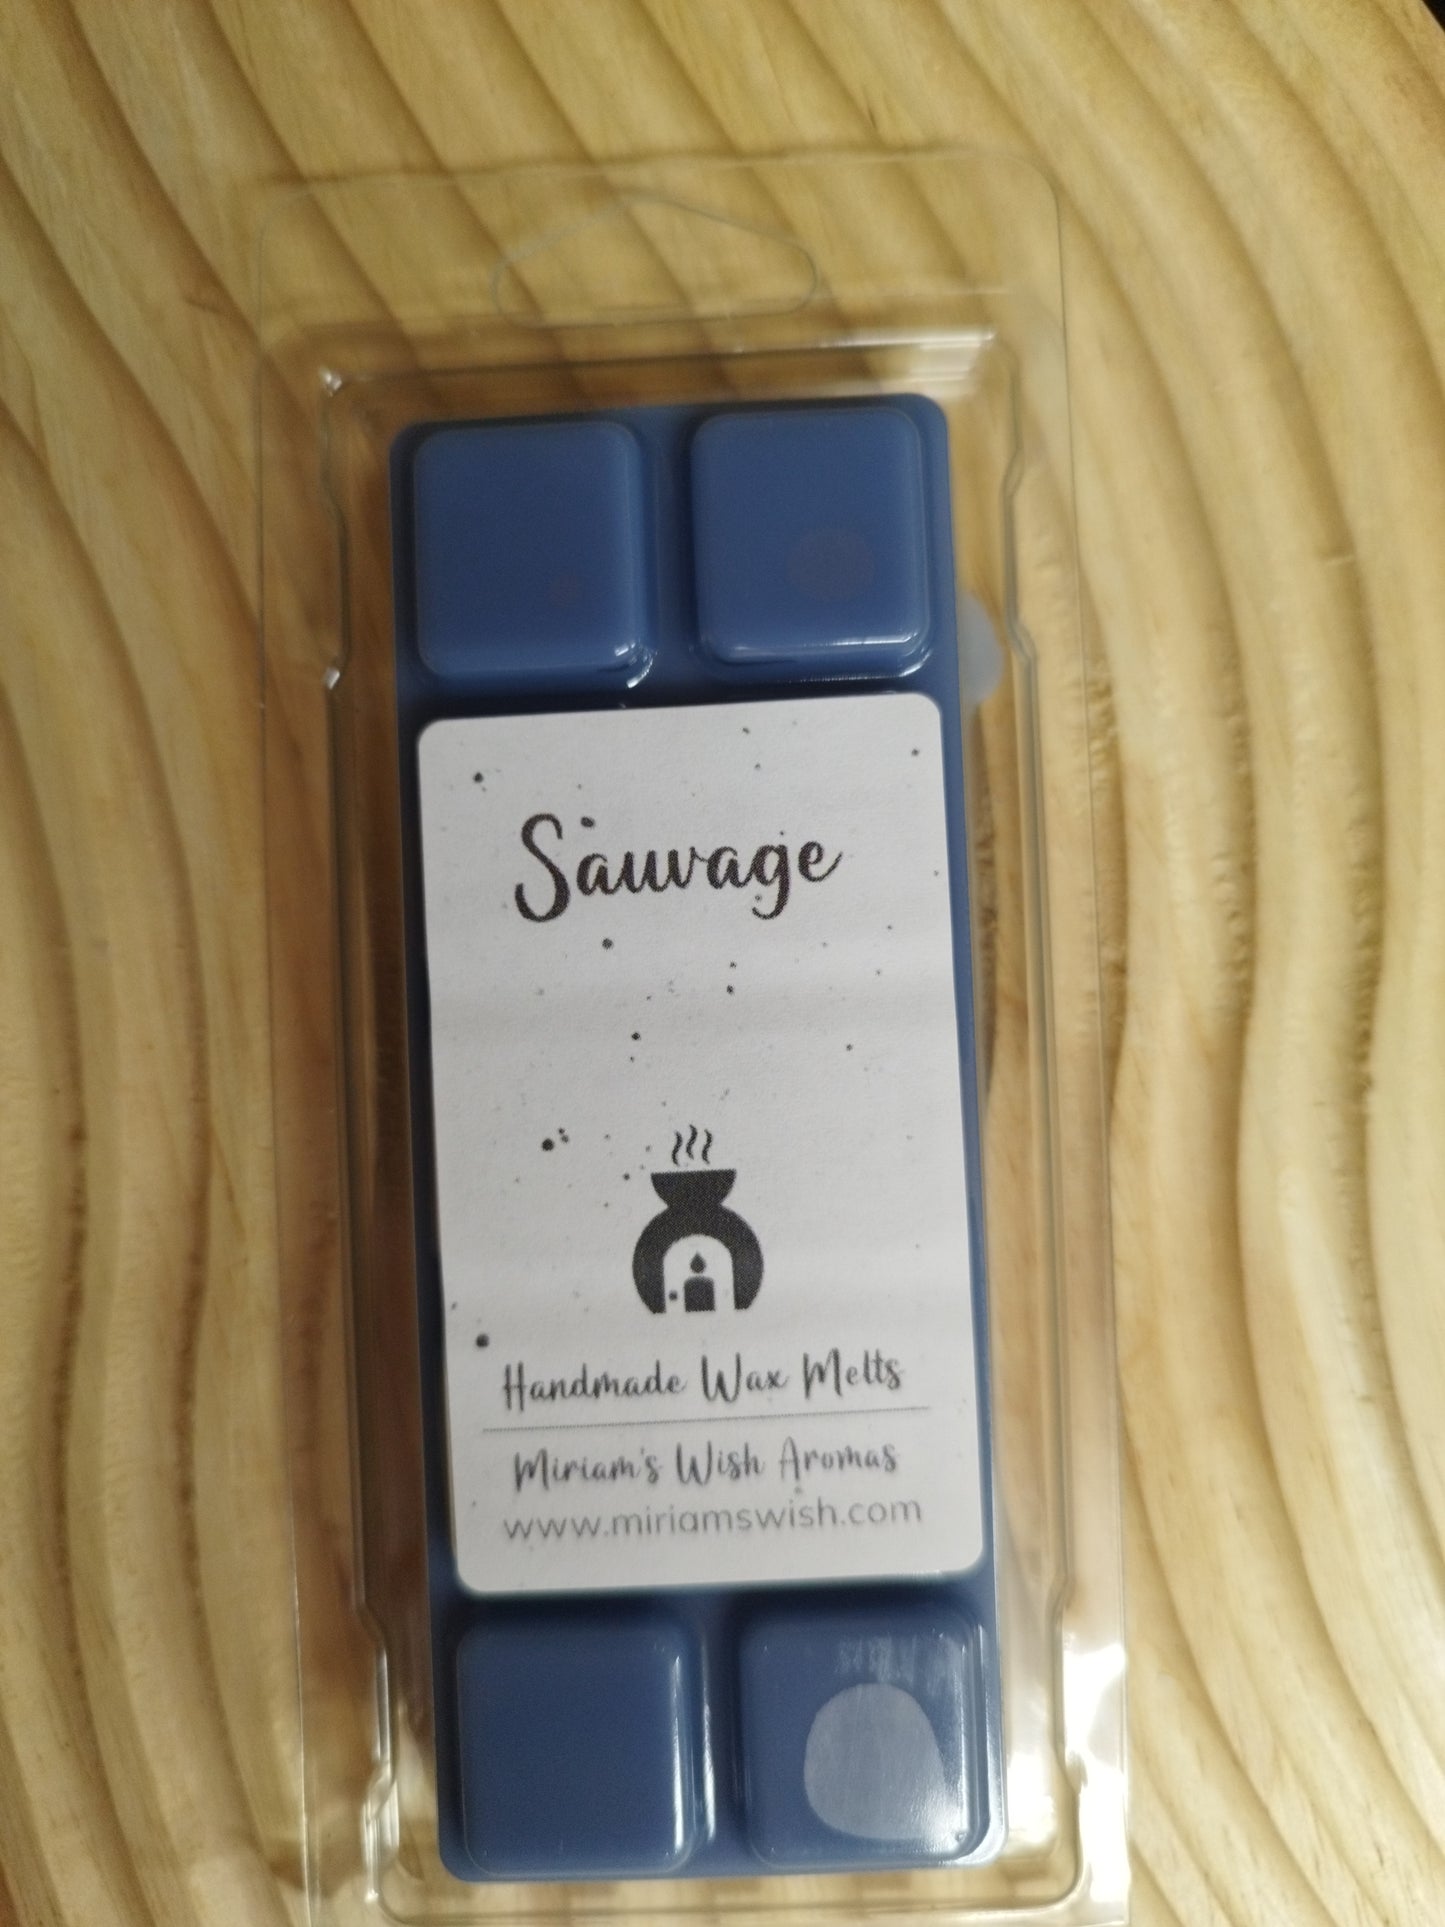 Sauvage
Handmade Wax Melts
Miriam's Wish Aromas
www.miriamswish.com